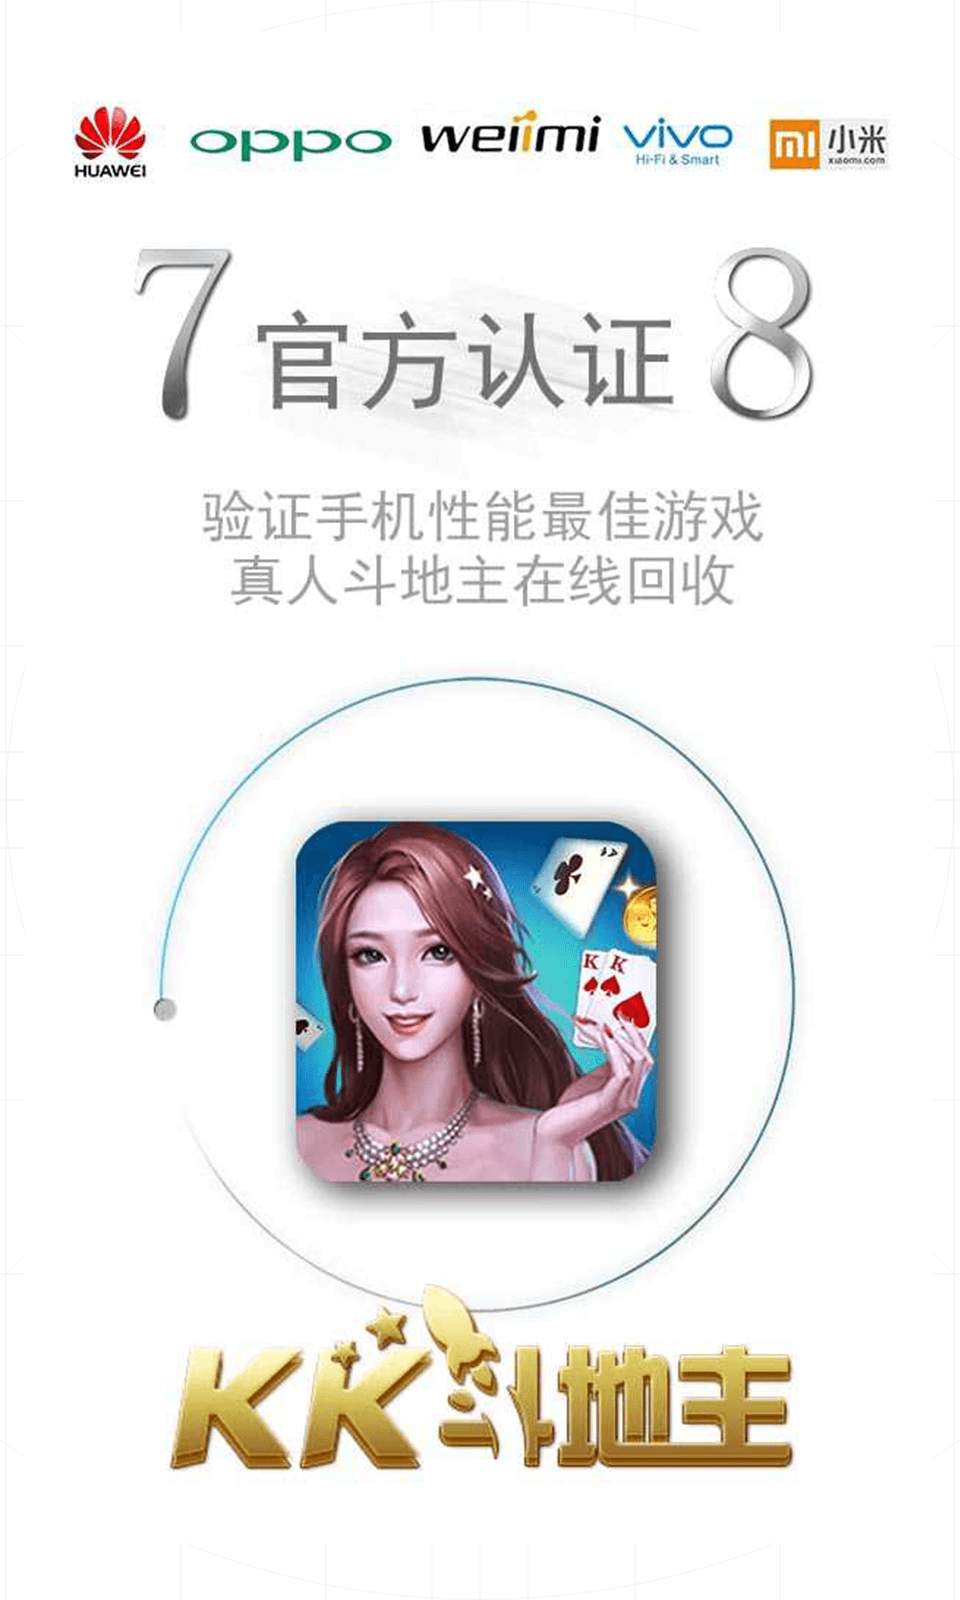 HUAWEI
oppo
weiimi
vivo
Hi-Fi & Smart
mi 小米
xiaomi.com
7 官方认证 8
验证手机性能最佳游戏
真人斗地主在线回收
K K
KK斗地主